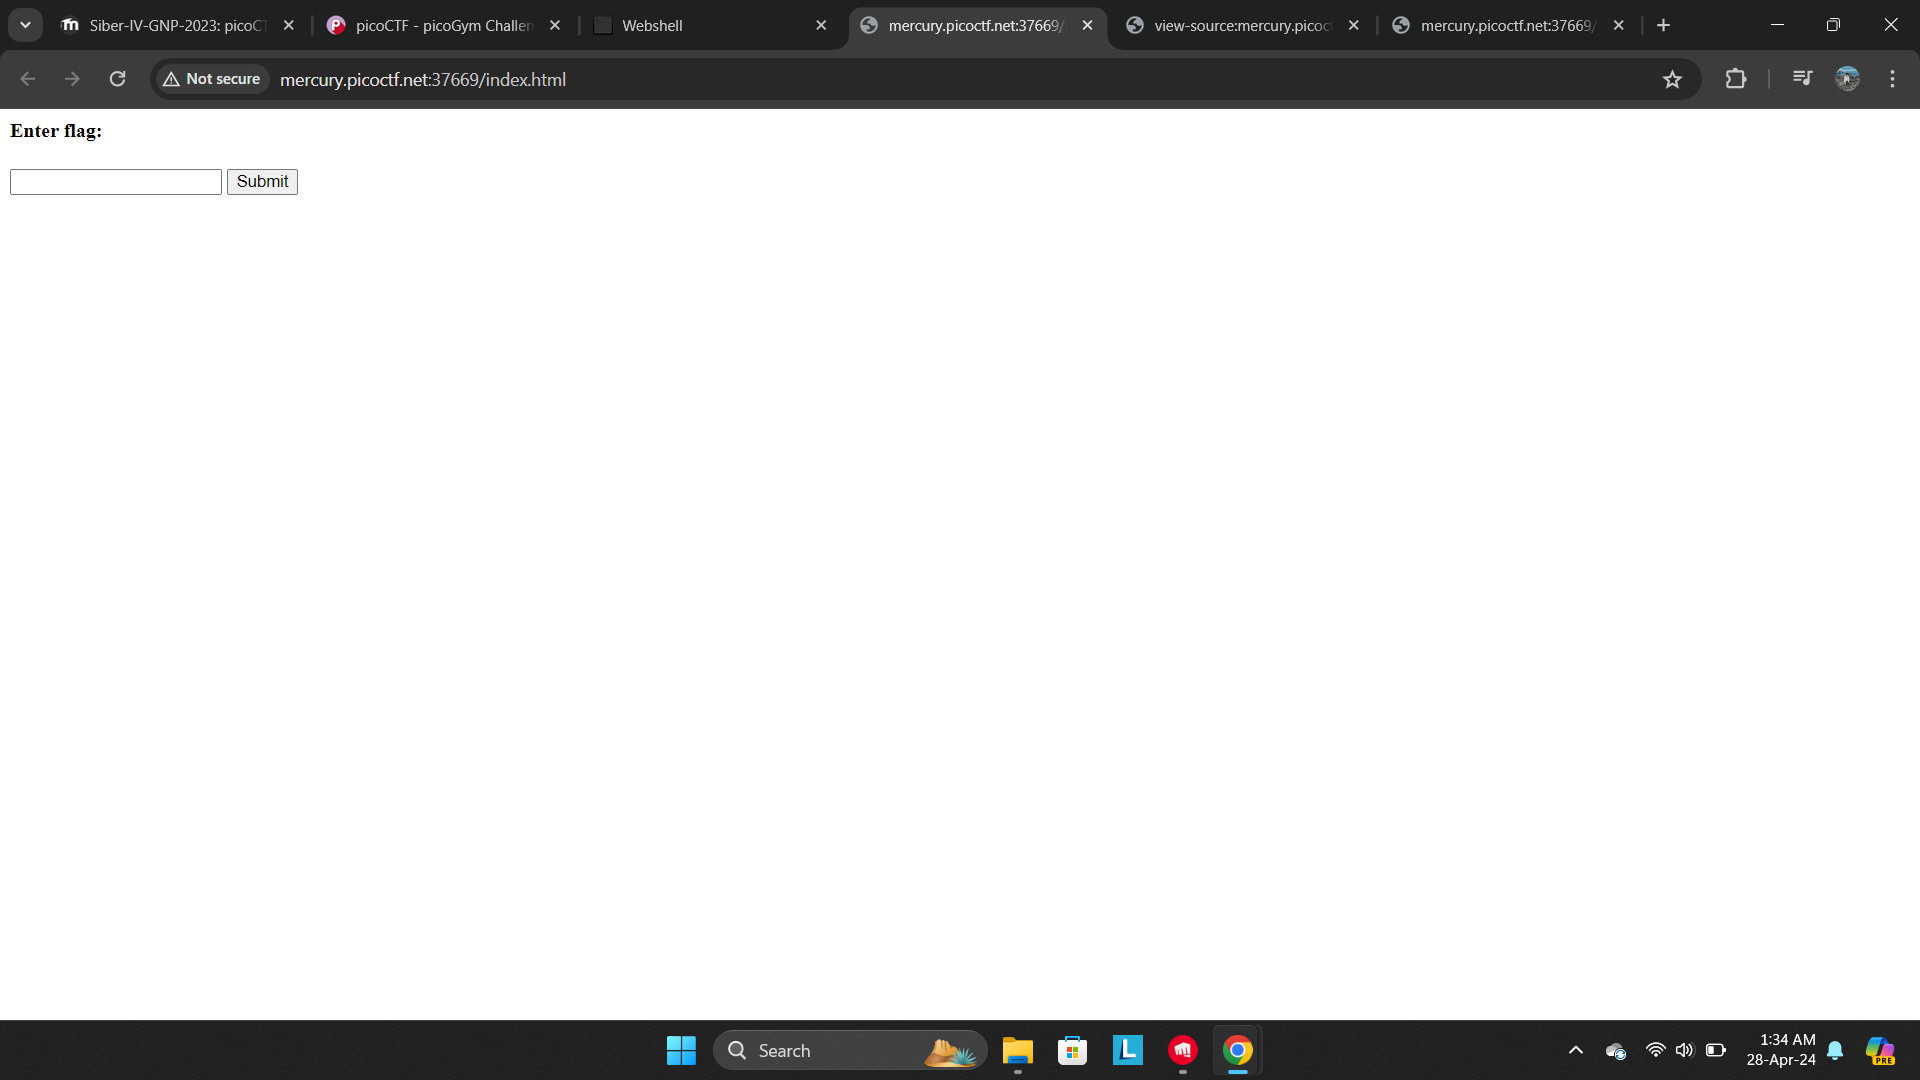 Siber-IV-GNP-2023: picoCT
picoCTF - picoGym Challen
Webshell
mercury.picoctf.net:37669/
view-source:mercury.picoct
mercury.picoctf.net:37669/
Not secure
mercury.picoctf.net:37669/index.html
Enter flag:
Submit
Search
L
1:34 AM
28-Apr-24
PRE